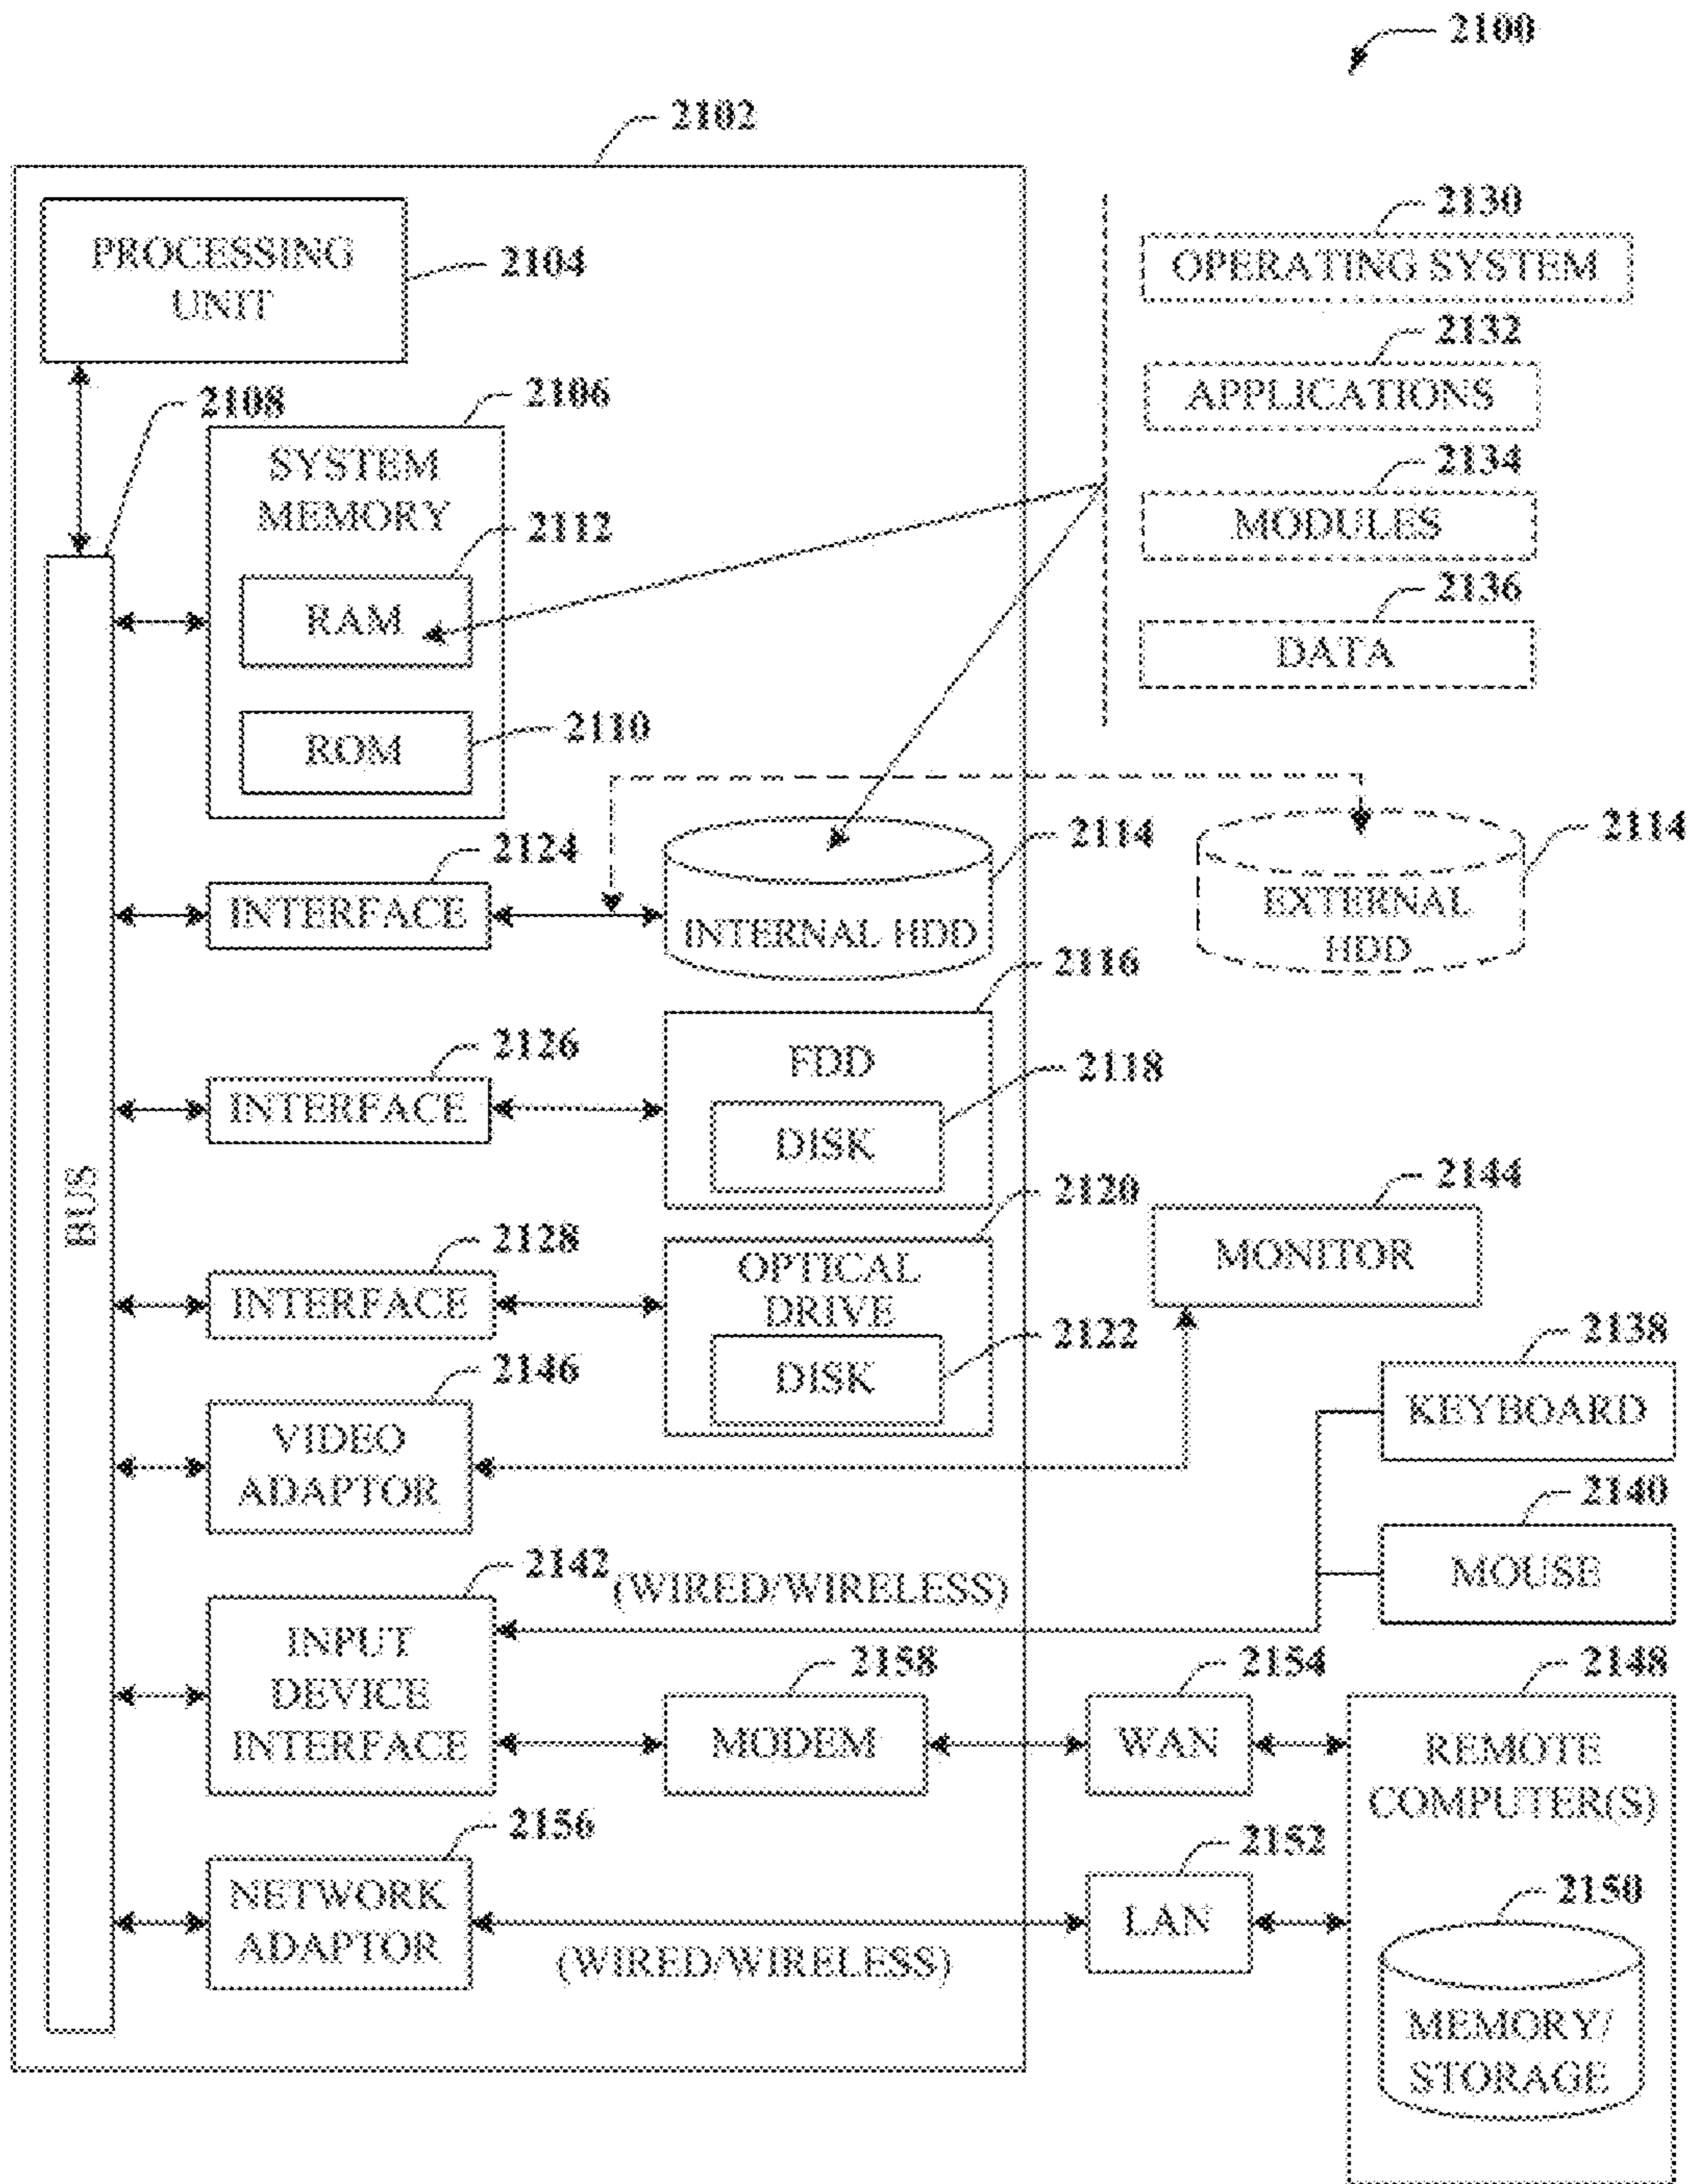 2100
2102
PROCESSING
UNIT
2104
2130
OPERATING SYSTEM
2132
APPLICATIONS
2134
MODULES
2136
DATA
2108
2106
SYSTEM
MEMORY
2112
RAM
2110
ROM
BUS
2124
INTERFACE
2114
INTERNAL HDD
2114
EXTERNAL
HDD
2126
INTERFACE
2116
FDD
2118
DISK
2128
INTERFACE
2120
OPTICAL
DRIVE
2122
DISK
2144
MONITOR
2146
VIDEO
ADAPTOR
2138
KEYBOARD
2140
MOUSE
2142
(WIRED/WIRELESS)
INPUT
DEVICE
INTERFACE
2158
MODEM
2154
WAN
2148
REMOTE
COMPUTER(S)
2156
NETWORK
ADAPTOR
(WIRED/WIRELESS)
2152
LAN
2150
MEMORY/
STORAGE